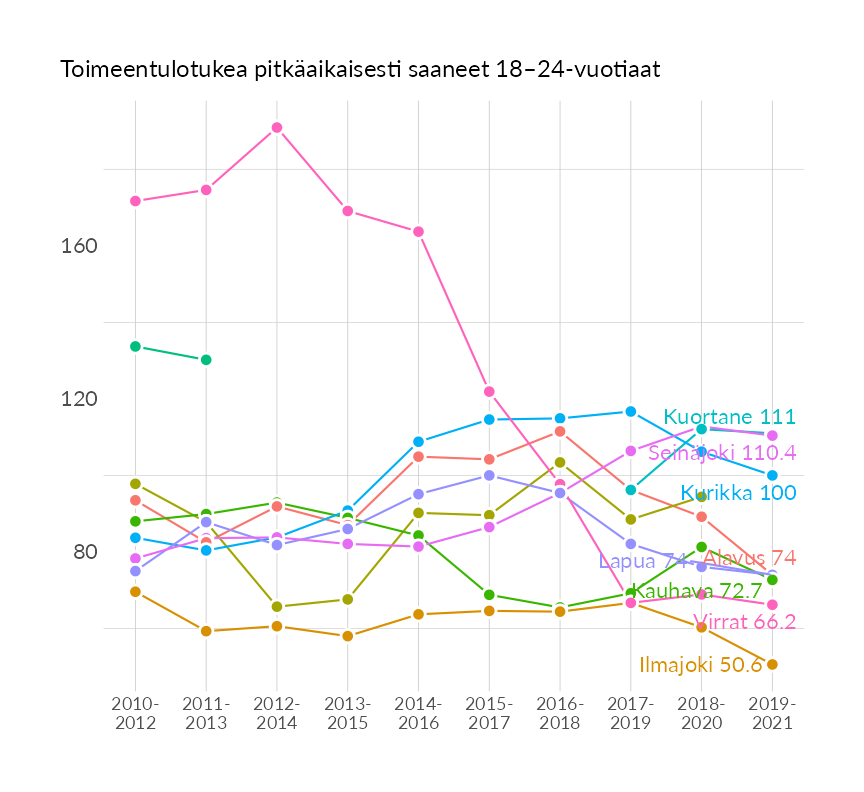 Toimeentulotukea pitkäaikaisesti saaneet 18–24-vuotiaat
160
120
80
Kuortane 111
Seinäjoki 110.4
Kurikka 100
Lapua 74
Alavus 74
Kauhava 72.7
Virrat 66.2
Ilmajoki 50.6
2010- 2011- 2012- 2013- 2014- 2015- 2016- 2017- 2018- 2019-
2012 2013 2014 2015 2016 2017 2018 2019 2020 2021